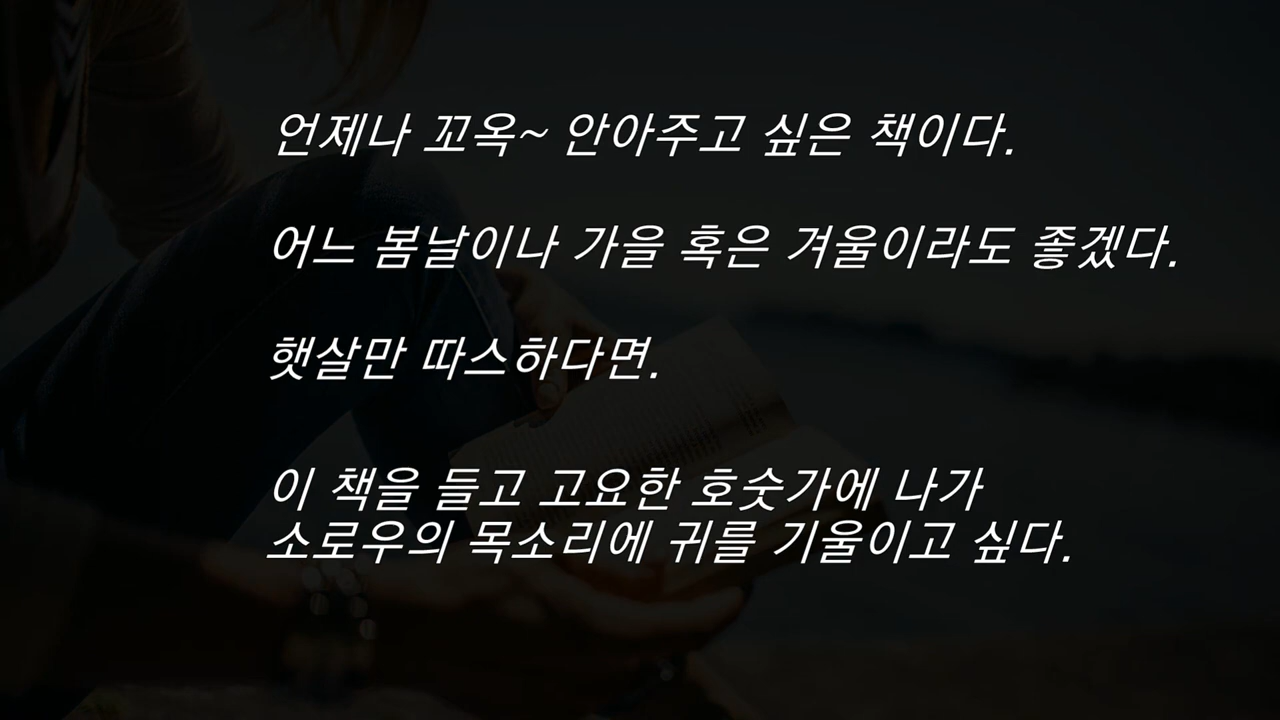 언제나 꼬옥~ 안아주고 싶은 책이다.
어느 봄날이나 가을 혹은 겨울이라도 좋겠다.
햇살만 따스하다면.
이 책을 들고 고요한 호숫가에 나가
소로우의 목소리에 귀를 기울이고 싶다.